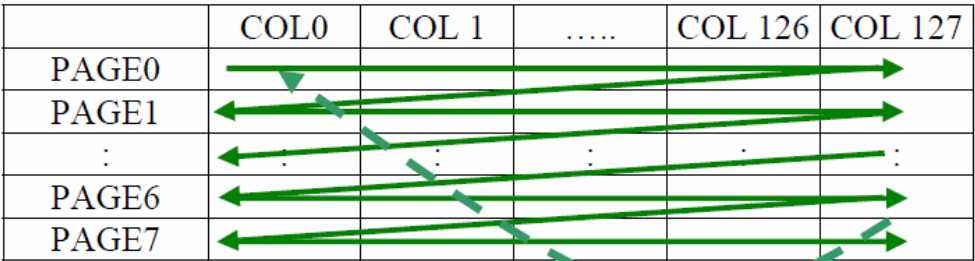 COL0 COL 1 ….. COL 126 COL 127
PAGE0
PAGE1
: : : : : :
PAGE6
PAGE7